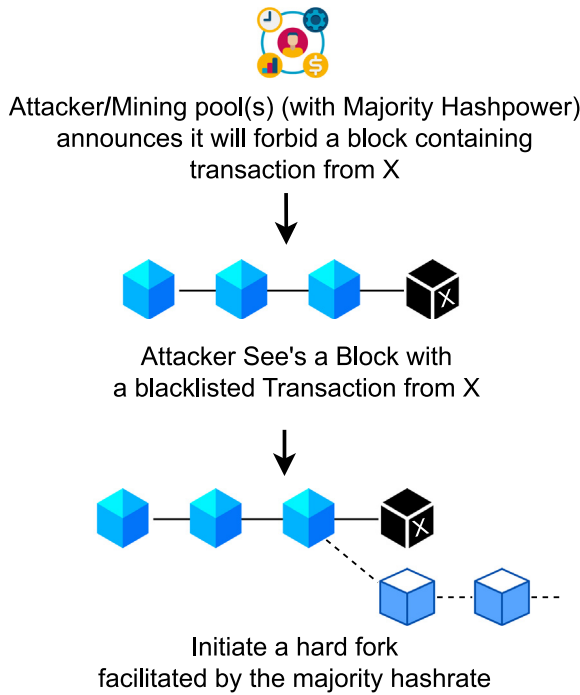 Attacker/Mining pool(s) (with Majority Hashpower)
announces it will forbid a block containing
transaction from X
X
Attacker See's a Block with
a blacklisted Transaction from X
X
Initiate a hard fork
facilitated by the majority hashrate